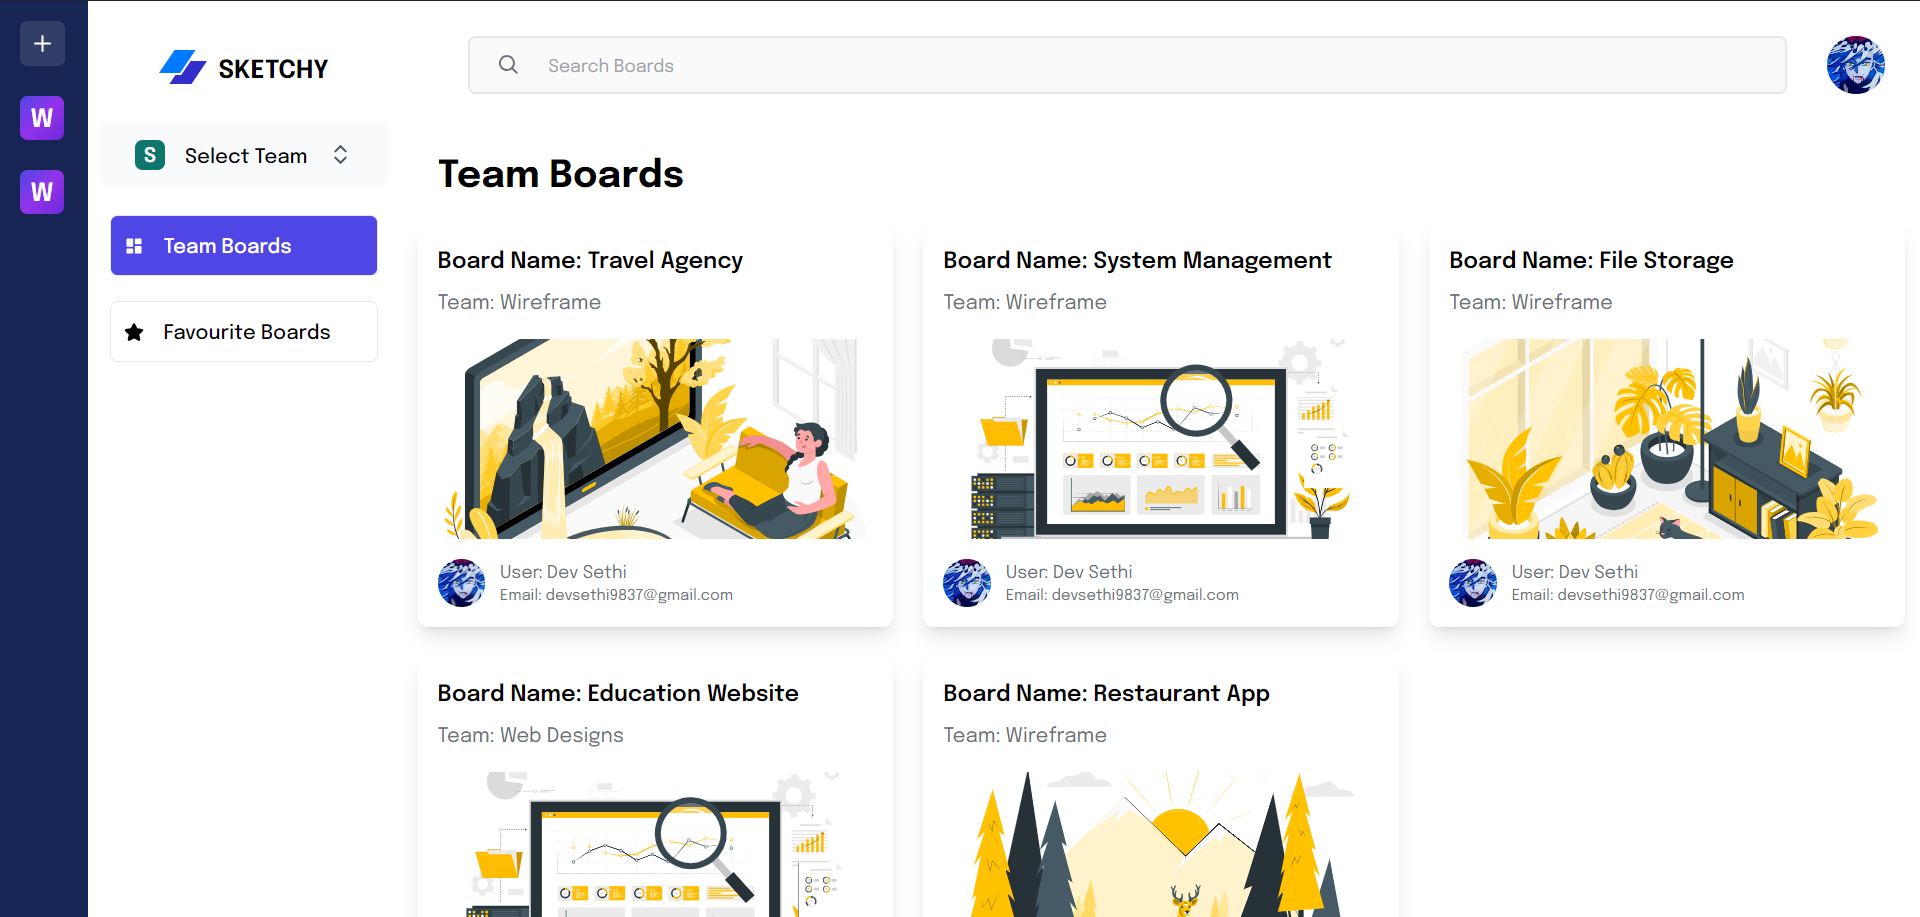 W
W
SKETCHY
S Select Team
Team Boards
Favourite Boards
Search Boards
Team Boards
Board Name: Travel Agency
Team: Wireframe
User: Dev Sethi
Email: devsethi9837@gmail.com
Board Name: System Management
Team: Wireframe
User: Dev Sethi
Email: devsethi9837@gmail.com
Board Name: File Storage
Team: Wireframe
User: Dev Sethi
Email: devsethi9837@gmail.com
Board Name: Education Website
Team: Web Designs
Board Name: Restaurant App
Team: Wireframe